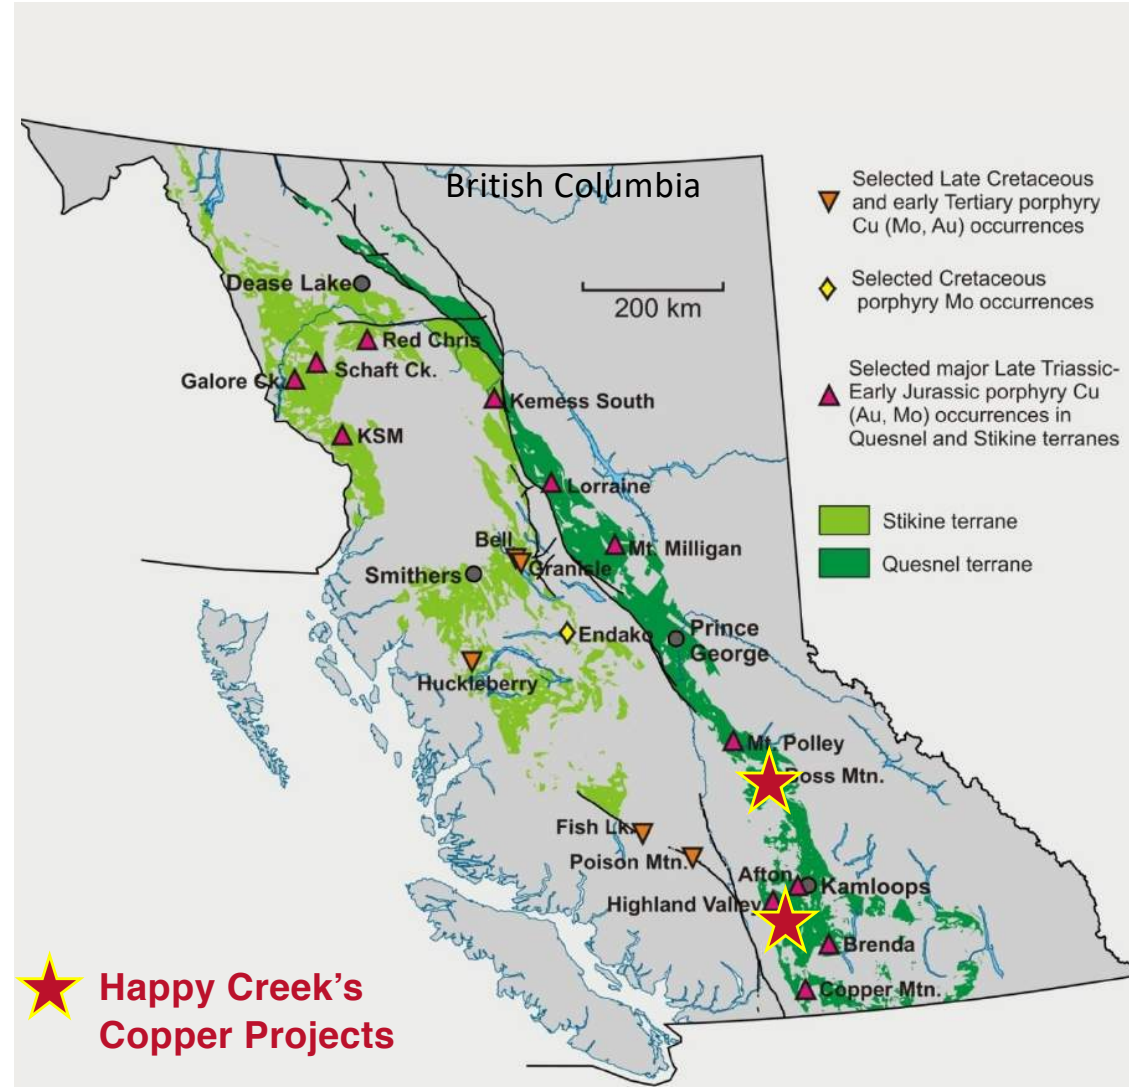 British Columbia
Selected Late Cretaceous
and early Tertiary porphyry
Cu (Mo, Au) occurrences
Selected Cretaceous
porphyry Mo occurrences
Selected major Late Triassic-
Early Jurassic porphyry Cu
(Au, Mo) occurrences in
Quesnel and Stikine terranes
Stikine terrane
Quesnel terrane
200 km
Dease Lake
Red Chris
Schaft Ck.
Galore Ck.
Kemess South
KSM
Lorraine
Mt. Milligan
Bell
Granisle
Smithers
Endako
Prince
George
Huckleberry
Mt. Polley
Boss Mtn.
Fish Lk.
Poison Mtn.
Afton
Kamloops
Highland Valley
Brenda
Copper Mtn.
Happy Creek's
Copper Projects